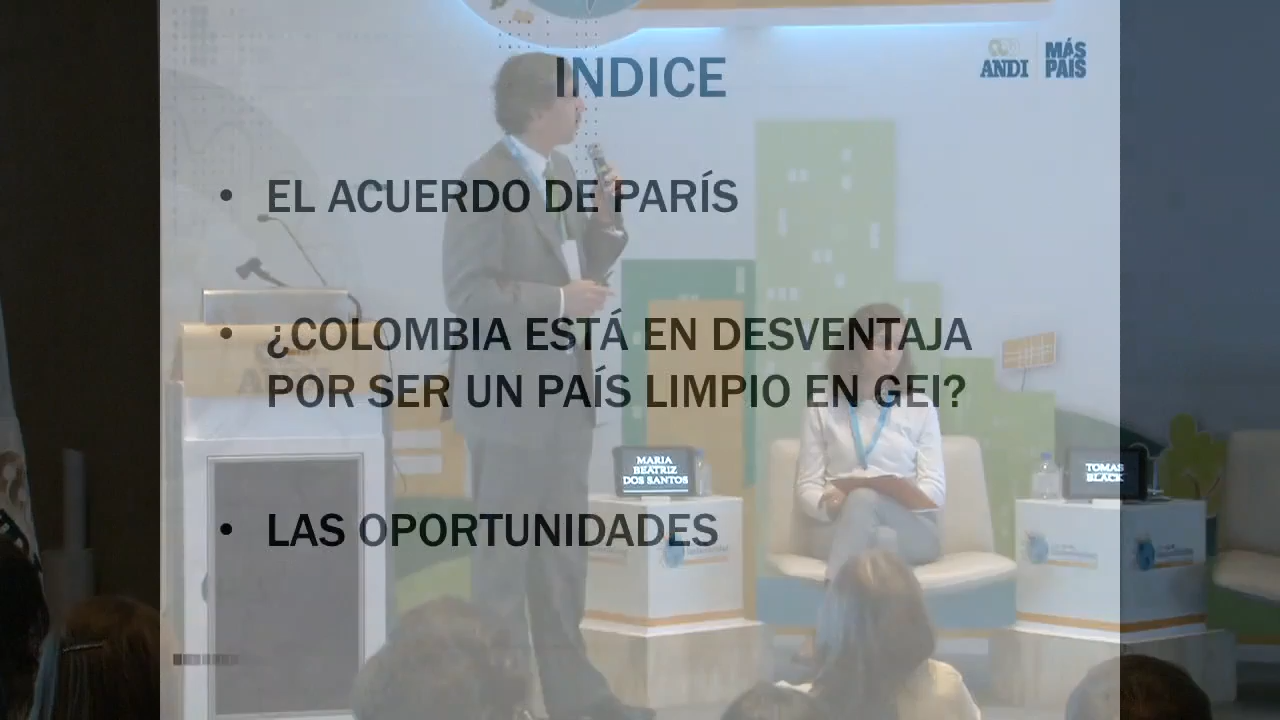 INDICE
ANDI
MÁS
PAÍS
• EL ACUERDO DE PARÍS
• ¿COLOMBIA ESTÁ EN DESVENTAJA
POR SER UN PAÍS LIMPIO EN GEI?
• LAS OPORTUNIDADES
ANDI
MARIA
BEATRIZ
DOS SANTOS
TOMAS
BLACK